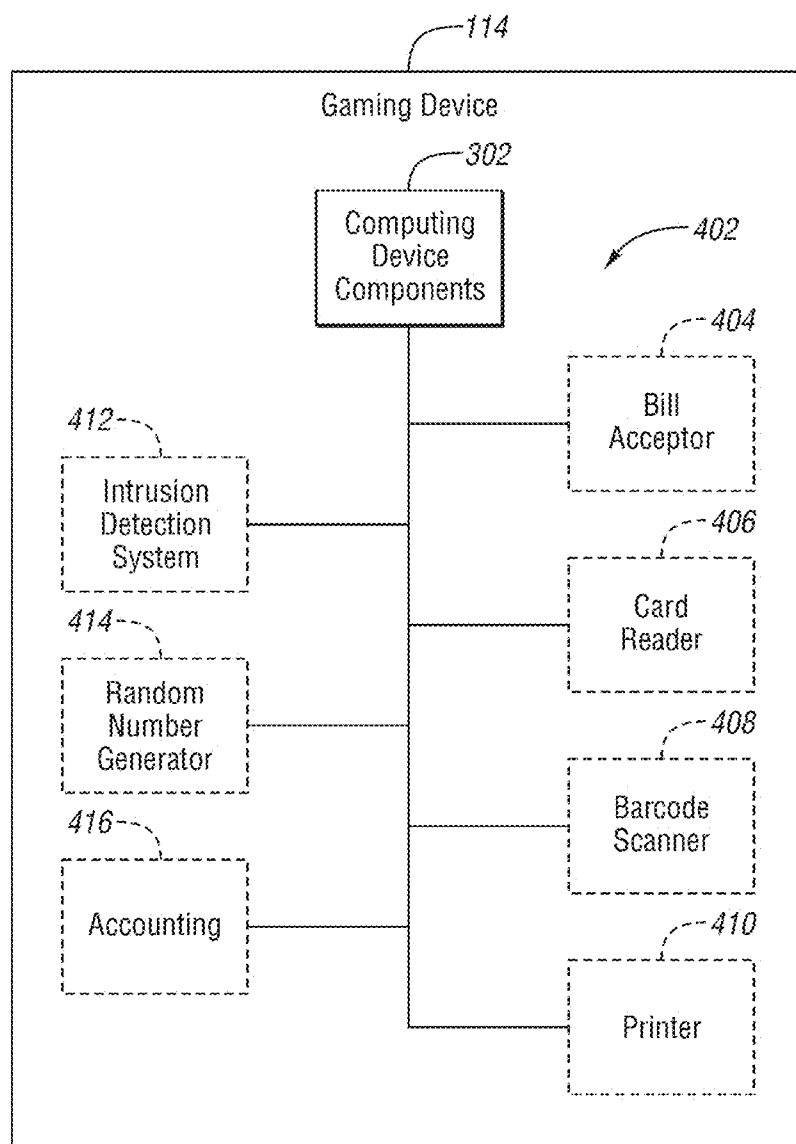 114
Gaming Device
302
Computing
Device
Components
402
404
Bill
Acceptor
412
Intrusion
Detection
System
406
Card
Reader
414
Random
Number
Generator
408
Barcode
Scanner
416
Accounting
410
Printer